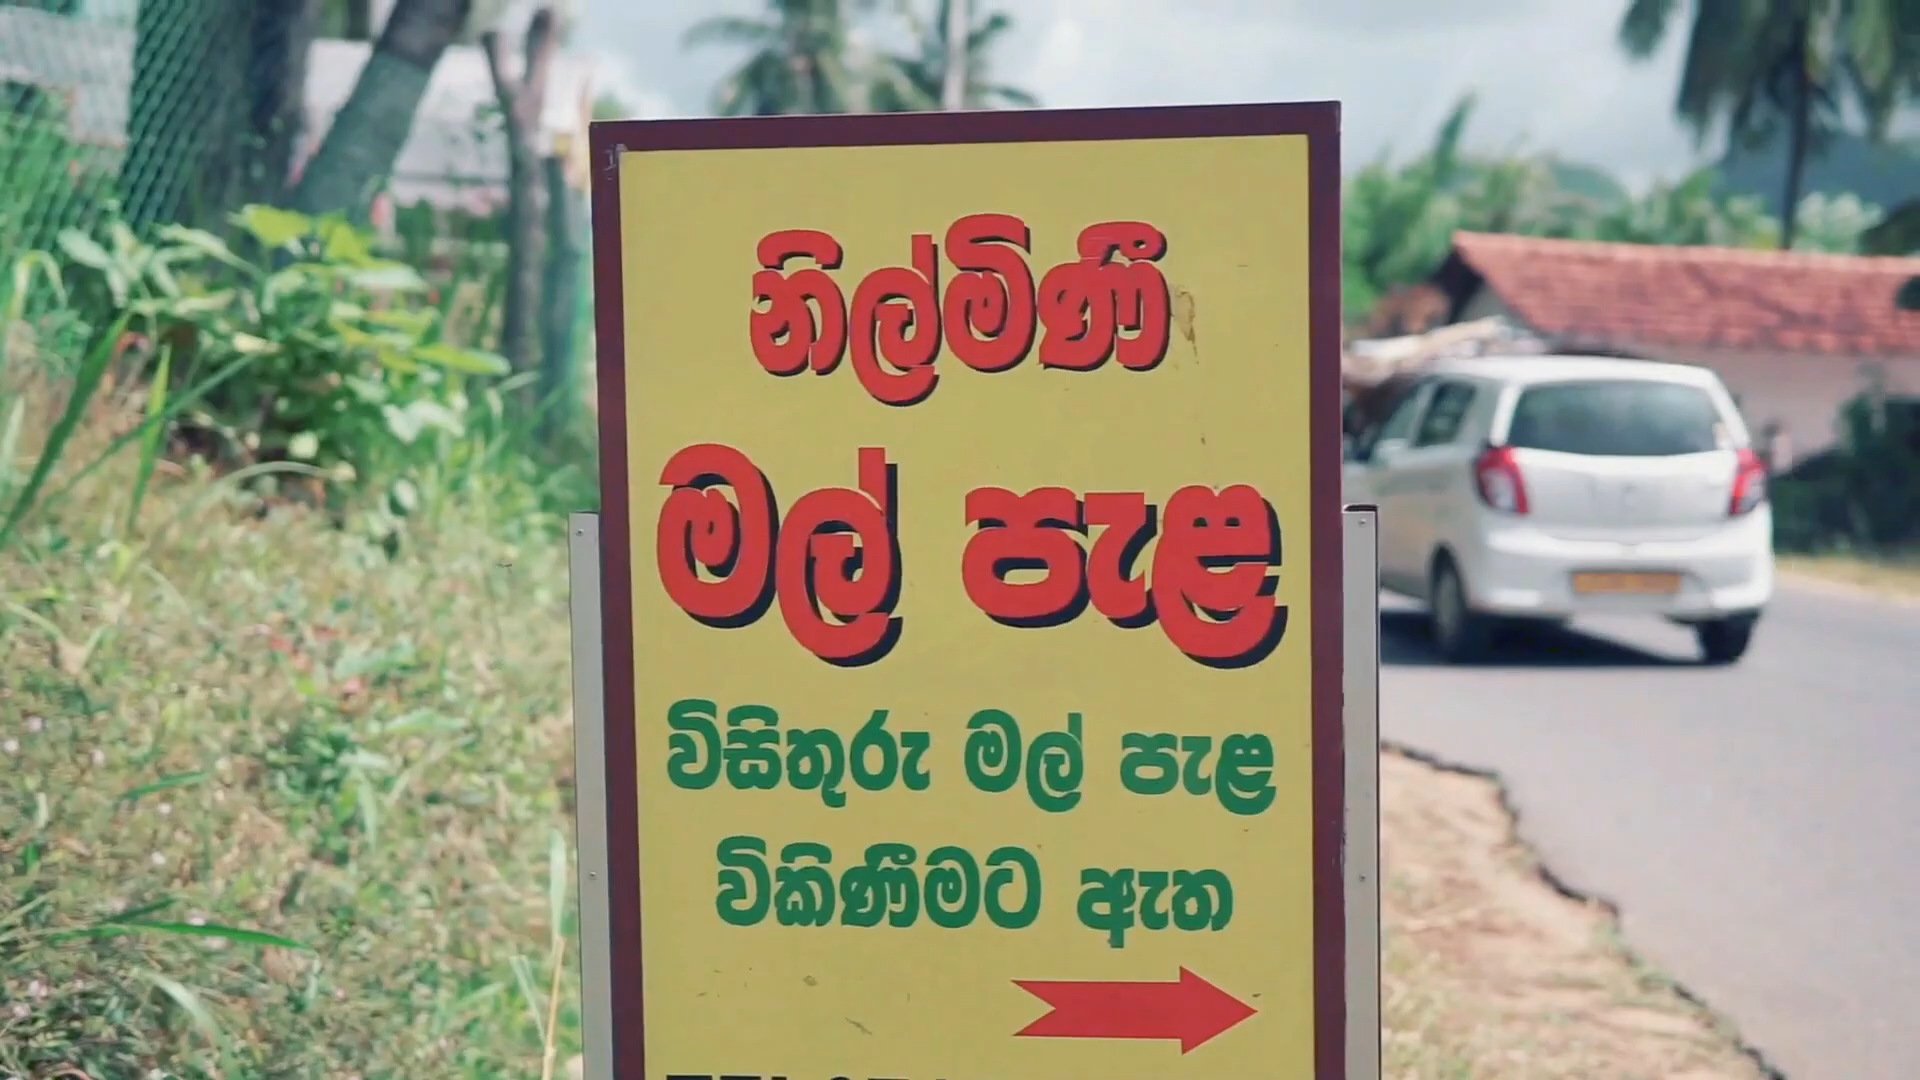 නිල්මිණී
මල් පැළ
විසිතුරු මල් පැළ
විකිණීමට ඇත